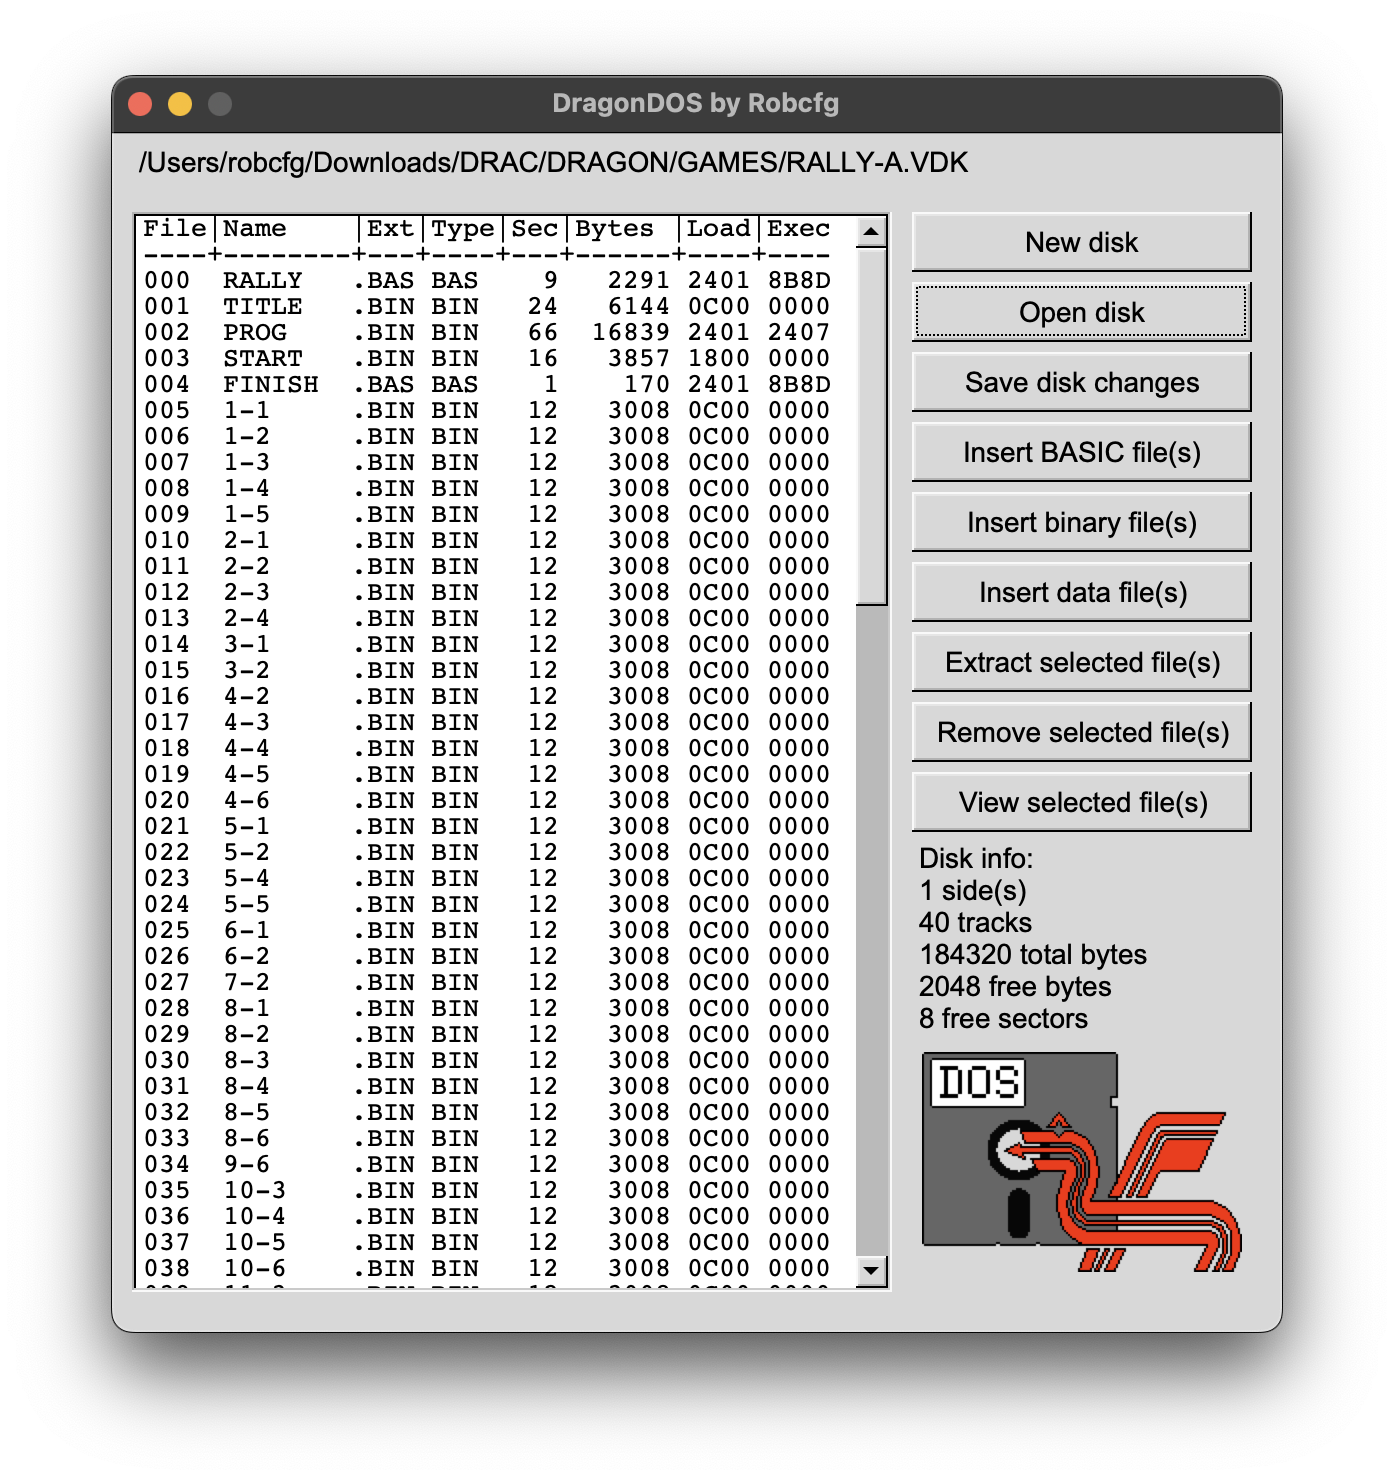 DragonDOS by Robcfg
/Users/robcfg/Downloads/DRAC/DRAGON/GAMES/RALLY-A.VDK
File|Name    |Ext|Type|Sec|Bytes |Load|Exec
----+--------+---+----+---+------+----+----
000 RALLY .BAS BAS 9 2291 2401 8B8D
001 TITLE .BIN BIN 24 6144 0C00 0000
002 PROG .BIN BIN 66 16839 2401 2407
003 START .BIN BIN 16 3857 1800 0000
004 FINISH .BAS BAS 1 170 2401 8B8D
005 1-1 .BIN BIN 12 3008 0C00 0000
006 1-2 .BIN BIN 12 3008 0C00 0000
007 1-3 .BIN BIN 12 3008 0C00 0000
008 1-4 .BIN BIN 12 3008 0C00 0000
009 1-5 .BIN BIN 12 3008 0C00 0000
010 2-1 .BIN BIN 12 3008 0C00 0000
011 2-2 .BIN BIN 12 3008 0C00 0000
012 2-3 .BIN BIN 12 3008 0C00 0000
013 2-4 .BIN BIN 12 3008 0C00 0000
014 3-1 .BIN BIN 12 3008 0C00 0000
015 3-2 .BIN BIN 12 3008 0C00 0000
016 4-2 .BIN BIN 12 3008 0C00 0000
017 4-3 .BIN BIN 12 3008 0C00 0000
018 4-4 .BIN BIN 12 3008 0C00 0000
019 4-5 .BIN BIN 12 3008 0C00 0000
020 4-6 .BIN BIN 12 3008 0C00 0000
021 5-1 .BIN BIN 12 3008 0C00 0000
022 5-2 .BIN BIN 12 3008 0C00 0000
023 5-4 .BIN BIN 12 3008 0C00 0000
024 5-5 .BIN BIN 12 3008 0C00 0000
025 6-1 .BIN BIN 12 3008 0C00 0000
026 6-2 .BIN BIN 12 3008 0C00 0000
027 7-2 .BIN BIN 12 3008 0C00 0000
028 8-1 .BIN BIN 12 3008 0C00 0000
029 8-2 .BIN BIN 12 3008 0C00 0000
030 8-3 .BIN BIN 12 3008 0C00 0000
031 8-4 .BIN BIN 12 3008 0C00 0000
032 8-5 .BIN BIN 12 3008 0C00 0000
033 8-6 .BIN BIN 12 3008 0C00 0000
034 9-6 .BIN BIN 12 3008 0C00 0000
035 10-3 .BIN BIN 12 3008 0C00 0000
036 10-4 .BIN BIN 12 3008 0C00 0000
037 10-5 .BIN BIN 12 3008 0C00 0000
038 10-6 .BIN BIN 12 3008 0C00 0000
New disk
Open disk
Save disk changes
Insert BASIC file(s)
Insert binary file(s)
Insert data file(s)
Extract selected file(s)
Remove selected file(s)
View selected file(s)
Disk info:
1 side(s)
40 tracks
184320 total bytes
2048 free bytes
8 free sectors
DOS